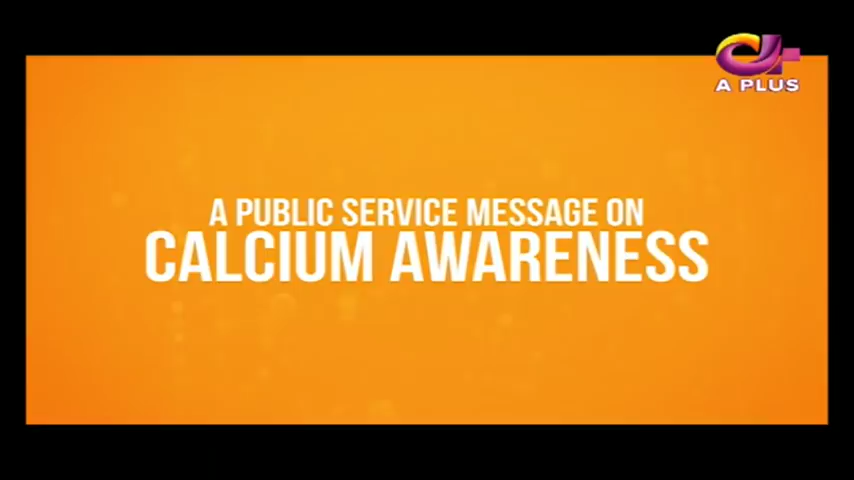 A PLUS
A PUBLIC SERVICE MESSAGE ON
CALCIUM AWARENESS